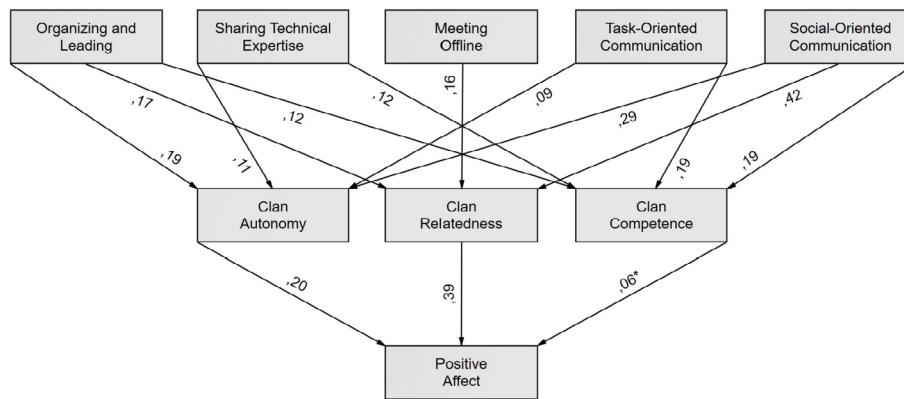 Organizing and
Leading
Sharing Technical
Expertise
Meeting
Offline
Task-Oriented
Communication
Social-Oriented
Communication
,17
,12
,12
,16
,09
,29
,42
,19
,11
,19
,19
Clan
Autonomy
Clan
Relatedness
Clan
Competence
,20
,39
,06*
Positive
Affect